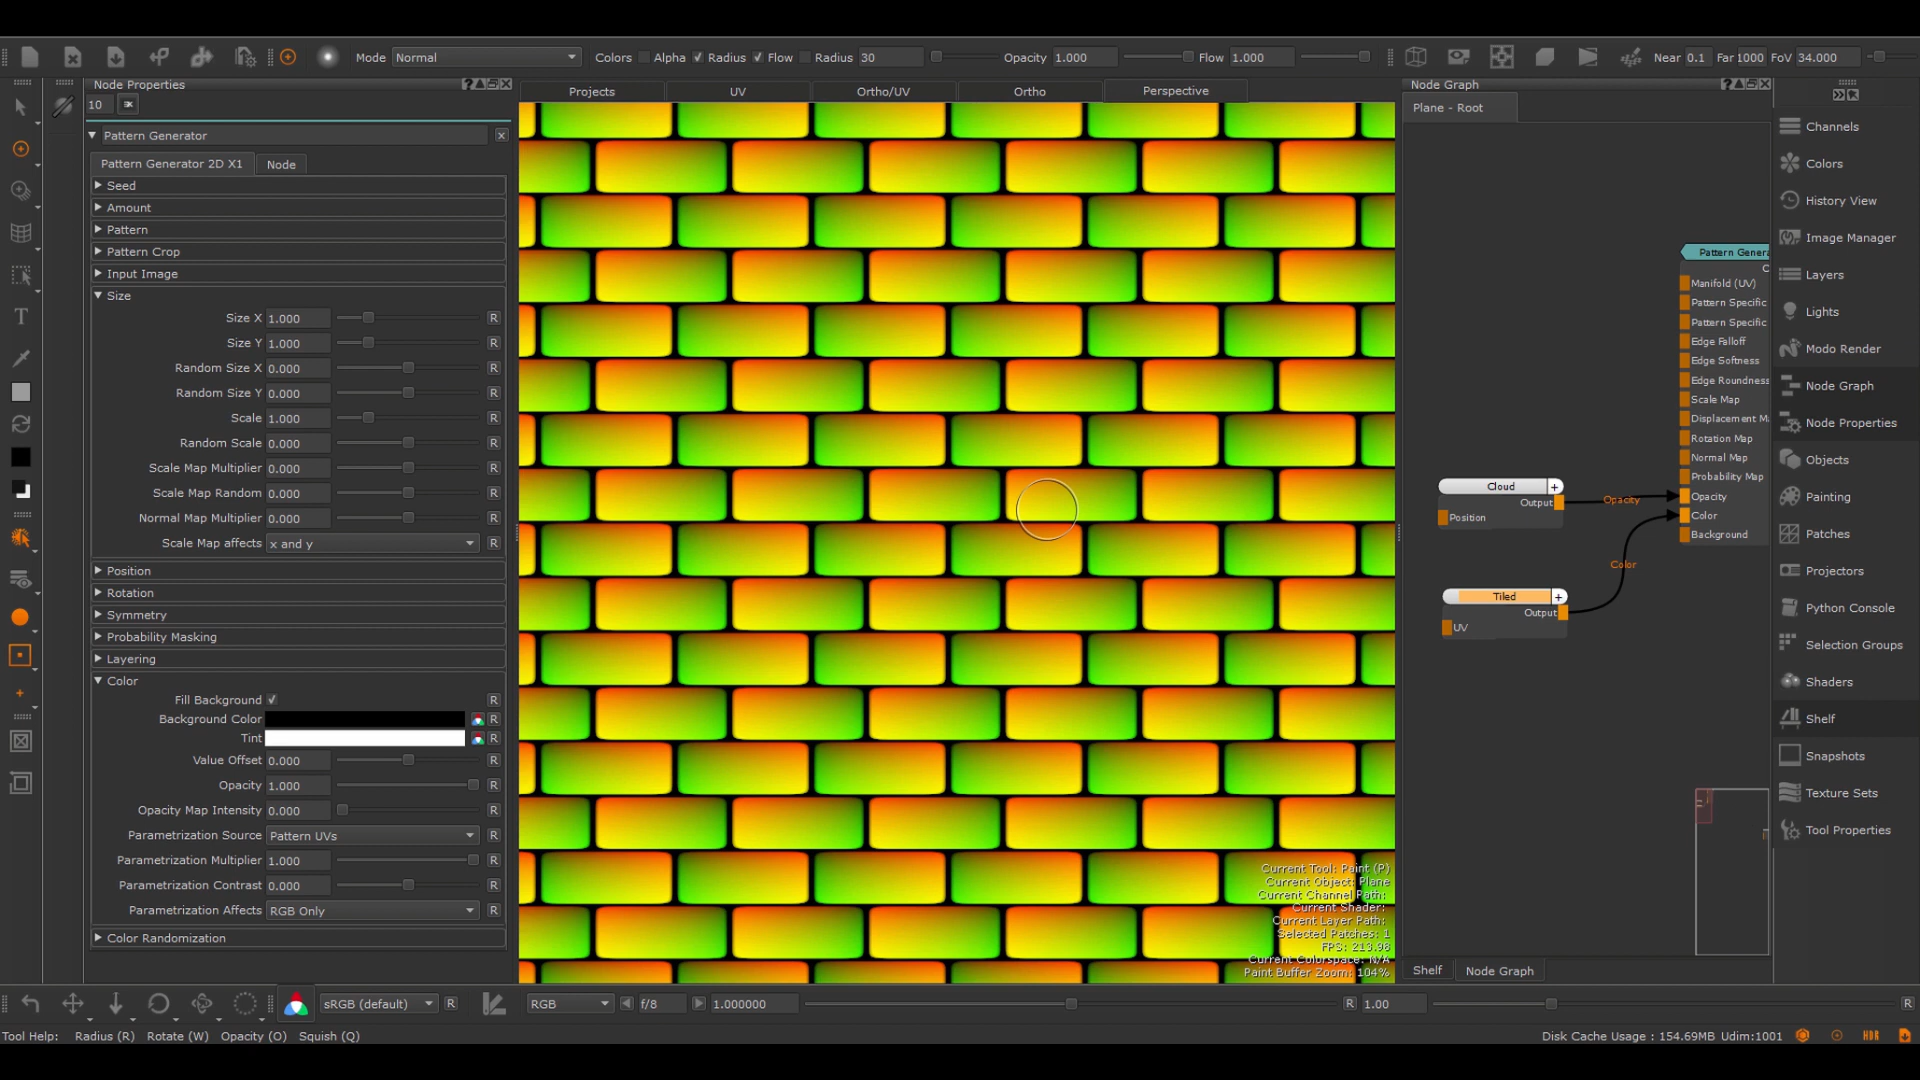 Mode Normal Colors Alpha Radius Flow Radius 30 Opacity 1.000 Flow 1.000 Near 0.1 Far 1000 FoV 34.000
Node Properties
10
Pattern Generator
Pattern Generator 2D X1 Node
Seed
Amount
Pattern
Pattern Crop
Input Image
Size
Size X 1.000 R
Size Y 1.000 R
Random Size X 0.000 R
Random Size Y 0.000 R
Scale 1.000 R
Random Scale 0.000 R
Scale Map Multiplier 0.000 R
Scale Map Random 0.000 R
Normal Map Multiplier 0.000 R
Scale Map affects x and y R
Position
Rotation
Symmetry
Probability Masking
Layering
Color
Fill Background R
Background Color R
Tint R
Value Offset 0.000 R
Opacity 1.000 R
Opacity Map Intensity 0.000 R
Parametrization Source Pattern UVs R
Parametrization Multiplier 1.000 R
Parametrization Contrast 0.000 R
Parametrization Affects RGB Only R
Color Randomization
Projects UV Ortho/UV Ortho Perspective
Current Tool: Paint (P)
Current Object: Plane
Current Channel Path:
Current Shader:
Current Layer Path:
Selected Patches: 1
FPS: 213.98
Current Colorspace: N/A
Paint Buffer Zoom: 104%
Node Graph
Plane - Root
Pattern Genera
Manifold (UV)
Pattern Specific
Pattern Specific
Edge Falloff
Edge Softness
Edge Roundness
Scale Map
Displacement Ma
Rotation Map
Normal Map
Probability Map
Opacity
Color
Background
Cloud +
Output
Position
Opacity
Color
Tiled +
Output
UV
Shelf Node Graph
Channels
Colors
History View
Image Manager
Layers
Lights
Modo Render
Node Graph
Node Properties
Objects
Painting
Patches
Projectors
Python Console
Selection Groups
Shaders
Shelf
Snapshots
Texture Sets
Tool Properties
sRGB (default) R RGB f/8 1.000000 R 1.00 R
Tool Help: Radius (R) Rotate (W) Opacity (O) Squish (Q) Disk Cache Usage : 154.69MB Udim:1001 HDR